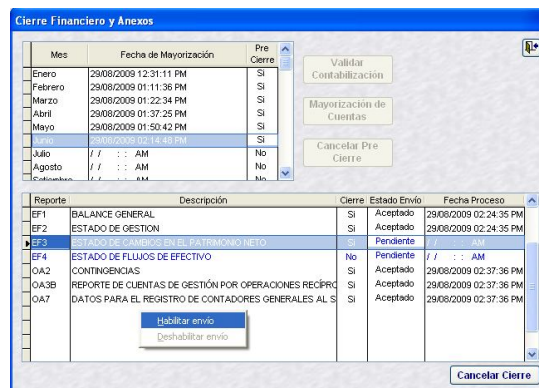 Cierre Financiero y Anexos
Mes Fecha de Mayorización Pre Cierre
Enero 29/08/2009 12:31:11 PM Si
Febrero 29/08/2009 01:11:36 PM Si
Marzo 29/08/2009 01:22:34 PM Si
Abril 29/08/2009 01:37:25 PM Si
Mayo 29/08/2009 01:50:42 PM Si
Junio 29/08/2009 02:14:48 PM Si
Julio / / : : AM No
Agosto / / : : AM No
Setiembre / / : : AM No
Validar Contabilización
Mayorización de Cuentas
Cancelar Pre Cierre
Reporte Descripción Cierre Estado Envío Fecha Proceso
EF1 BALANCE GENERAL Si Aceptado 29/08/2009 02:24:35 PM
EF2 ESTADO DE GESTION Si Aceptado 29/08/2009 02:24:35 PM
EF3 ESTADO DE CAMBIOS EN EL PATRIMONIO NETO Si Pendiente / / : : AM
EF4 ESTADO DE FLUJOS DE EFECTIVO No Pendiente / / : : AM
OA2 CONTINGENCIAS Si Aceptado 29/08/2009 02:37:36 PM
OA3B REPORTE DE CUENTAS DE GESTIÓN POR OPERACIONES RECÍPRC Si Aceptado 29/08/2009 02:37:36 PM
OA7 DATOS PARA EL REGISTRO DE CONTADORES GENERALES AL S Si Aceptado 29/08/2009 02:37:36 PM
Habilitar envío
Deshabilitar envío
Cancelar Cierre